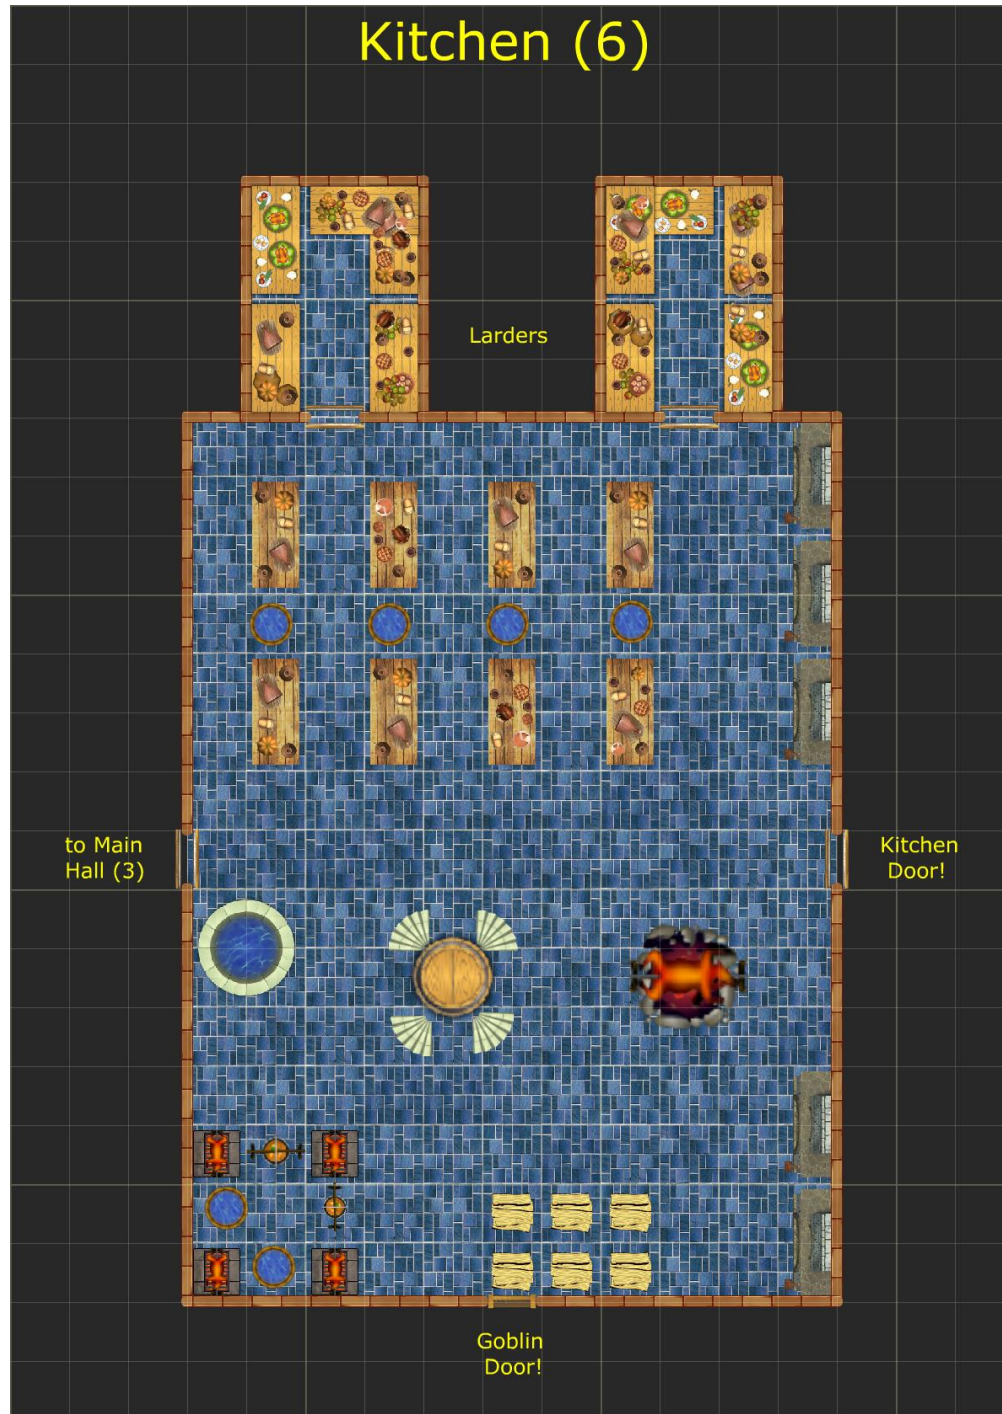 Kitchen (6)
Larders
to Main
Hall (3)
Kitchen
Door!
Goblin
Door!